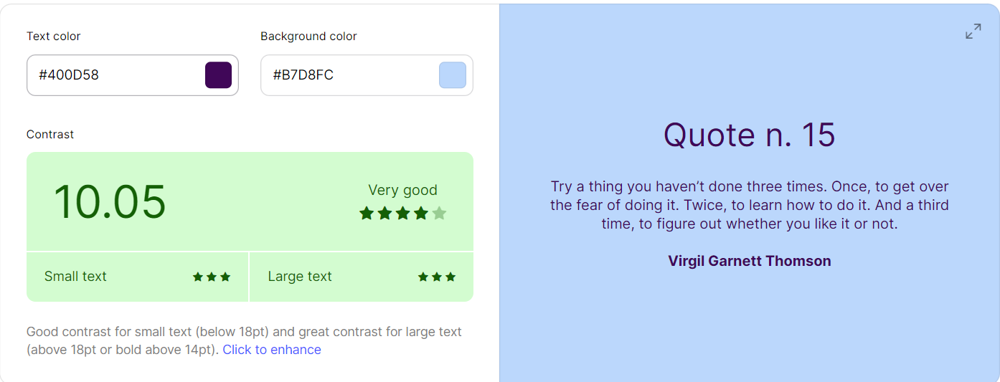 Text color
Background color
#400D58
#B7D8FC
Contrast
10.05
Very good
Small text
Large text
Good contrast for small text (below 18pt) and great contrast for large text
(above 18pt or bold above 14pt). Click to enhance
Quote n. 15
Try a thing you haven’t done three times. Once, to get over
the fear of doing it. Twice, to learn how to do it. And a third
time, to figure out whether you like it or not.
Virgil Garnett Thomson